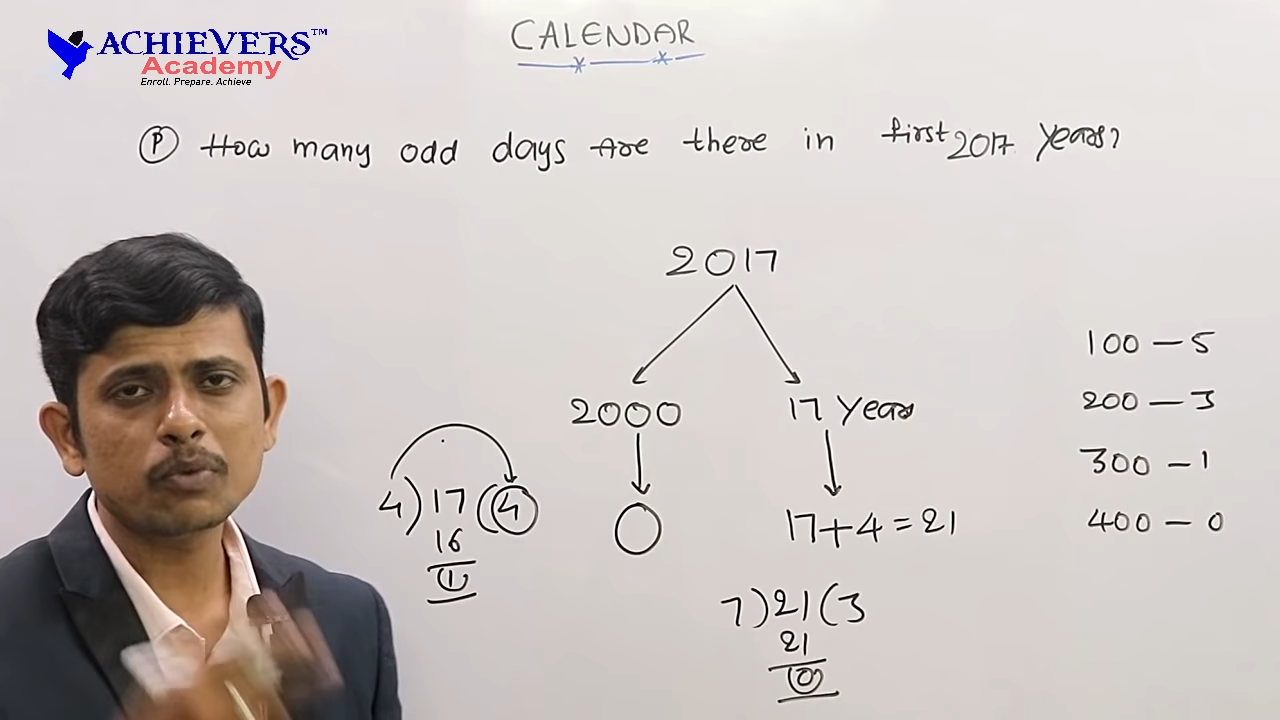 ACHIEVERS™
Academy
Enroll. Prepare. Achieve
CALENDAR
P How many odd days are there in first 2017 years?
2017
2000
17 years
4)17(4
16
1
0
17+4=21
7)21(3
21
0
100 — 5
200 — 3
300 — 1
400 — 0